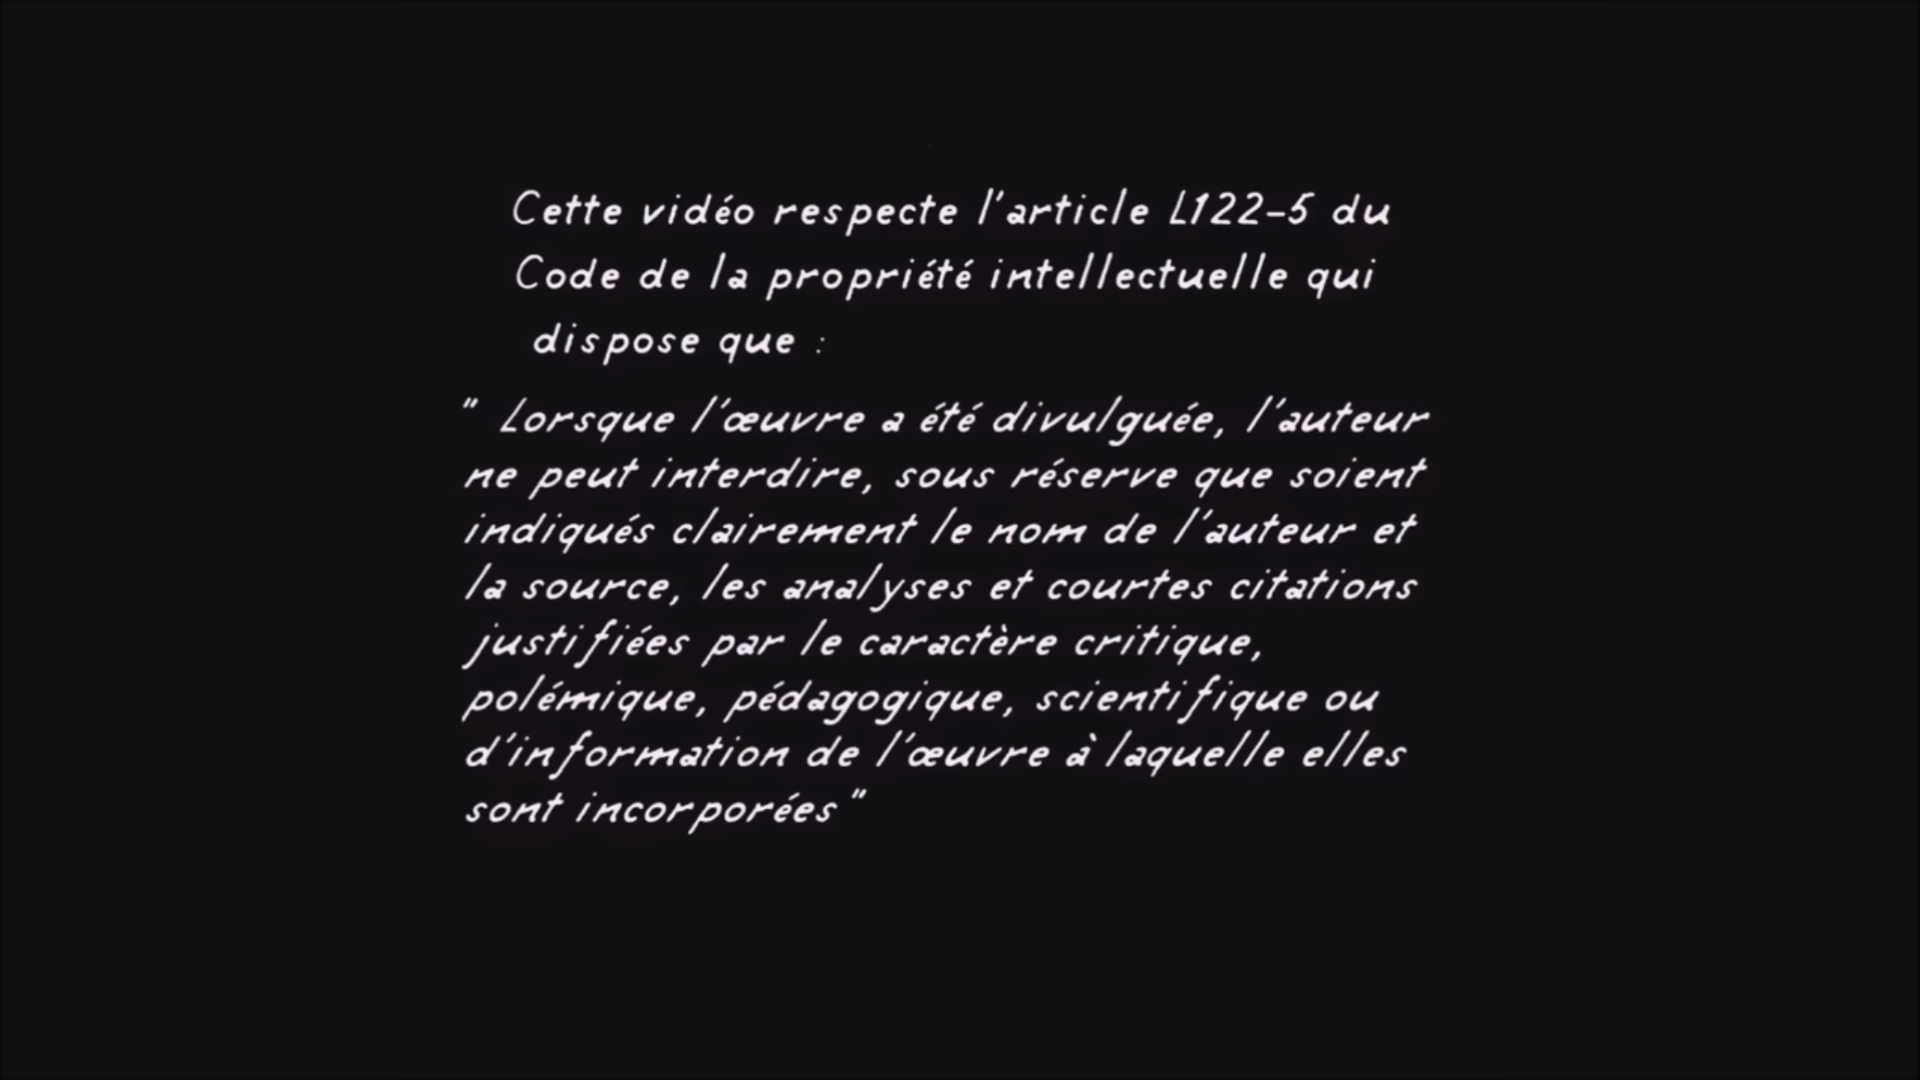 Cette vidéo respecte l'article L122-5 du
Code de la propriété intellectuelle qui
dispose que :
" Lorsque l'œuvre a été divulguée, l'auteur
ne peut interdire, sous réserve que soient
indiqués clairement le nom de l'auteur et
la source, les analyses et courtes citations
justifiées par le caractère critique,
polémique, pédagogique, scientifique ou
d'information de l'œuvre à laquelle elles
sont incorporées "